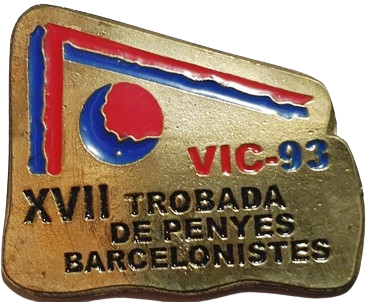 VIC-93
XVII TROBADA
DE PENYES
BARCELONISTES